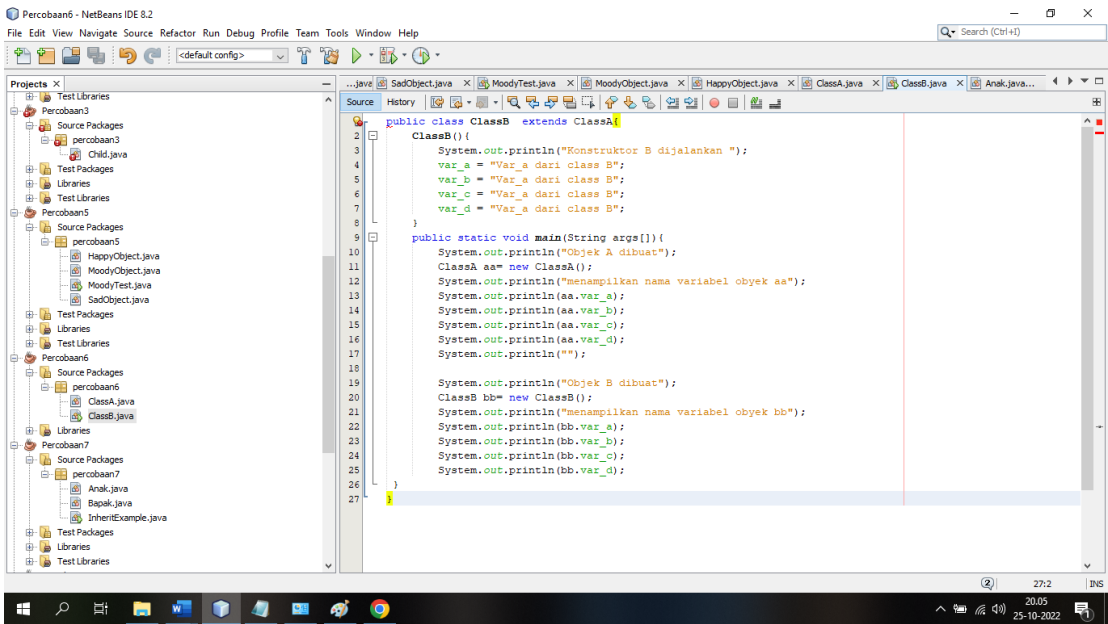 Percobaan6 - NetBeans IDE 8.2
File Edit View Navigate Source Refactor Run Debug Profile Team Tools Window Help
Search (Ctrl+I)
<default config>
Projects
...java SadObject.java MoodyTest.java MoodyObject.java HappyObject.java ClassA.java ClassB.java Anak.java...
Source History
Test Libraries
Percobaan3
Source Packages
percobaan3
Child.java
Test Packages
Libraries
Test Libraries
Percobaan5
Source Packages
percobaan5
HappyObject.java
MoodyObject.java
MoodyTest.java
SadObject.java
Test Packages
Libraries
Test Libraries
Percobaan6
Source Packages
percobaan6
ClassA.java
ClassB.java
Libraries
Percobaan7
Source Packages
percobaan7
Anak.java
Bapak.java
InheritExample.java
Test Packages
Libraries
Test Libraries
public class ClassB  extends ClassA{
2 ClassB(){
3 System.out.println("Konstruktor B dijalankan ");
4 var_a = "Var_a dari class B";
5 var_b = "Var_a dari class B";
6 var_c = "Var_a dari class B";
7 var_d = "Var_a dari class B";
8 }
9 public static void main(String args[]){
10 System.out.println("Objek A dibuat");
11 ClassA aa= new ClassA();
12 System.out.println("menampilkan nama variabel obyek aa");
13 System.out.println(aa.var_a);
14 System.out.println(aa.var_b);
15 System.out.println(aa.var_c);
16 System.out.println(aa.var_d);
17 System.out.println("");
18
19 System.out.println("Objek B dibuat");
20 ClassB bb= new ClassB();
21 System.out.println("menampilkan nama variabel obyek bb");
22 System.out.println(bb.var_a);
23 System.out.println(bb.var_b);
24 System.out.println(bb.var_c);
25 System.out.println(bb.var_d);
26 }
27 }
2 27:2 INS
20.05
25-10-2022